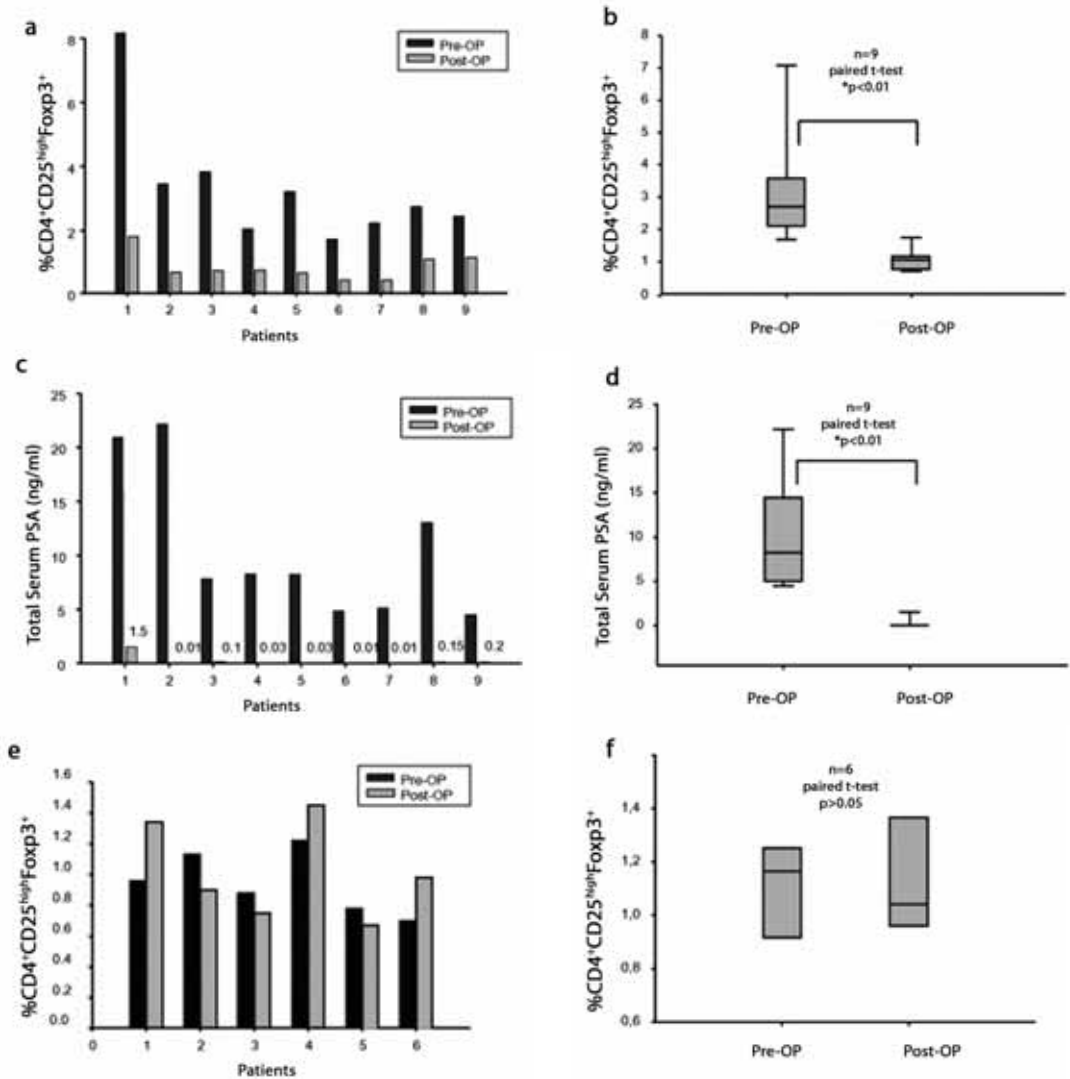 a
8
6
4
2
0
%CD4⁺CD25ʰⁱᵍʰFoxp3⁺
Pre-OP
Post-OP
1 2 3 4 5 6 7 8 9
Patients
b
8
7
6
5
4
3
2
1
0
%CD4⁺CD25ʰⁱᵍʰFoxp3⁺
n=9
paired t-test
*p<0.01
Pre-OP Post-OP
c
25
20
15
10
5
0
Total Serum PSA (ng/ml)
Pre-OP
Post-OP
1.5 0.01 0.1 0.03 0.03 0.01 0.01 0.15 0.2
1 2 3 4 5 6 7 8 9
Patients
d
25
20
15
10
5
0
Total Serum PSA (ng/ml)
n=9
paired t-test
*p<0.01
Pre-OP Post-OP
e
1.6
1.4
1.2
1.0
0.8
0.6
0.4
0.2
0.0
%CD4⁺CD25ʰⁱᵍʰFoxp3⁺
Pre-OP
Post-OP
0 1 2 3 4 5 6
Patients
f
1,4
1,2
1,0
0,8
0,6
%CD4⁺CD25ʰⁱᵍʰFoxp3⁺
n=6
paired t-test
p>0.05
Pre-OP Post-OP